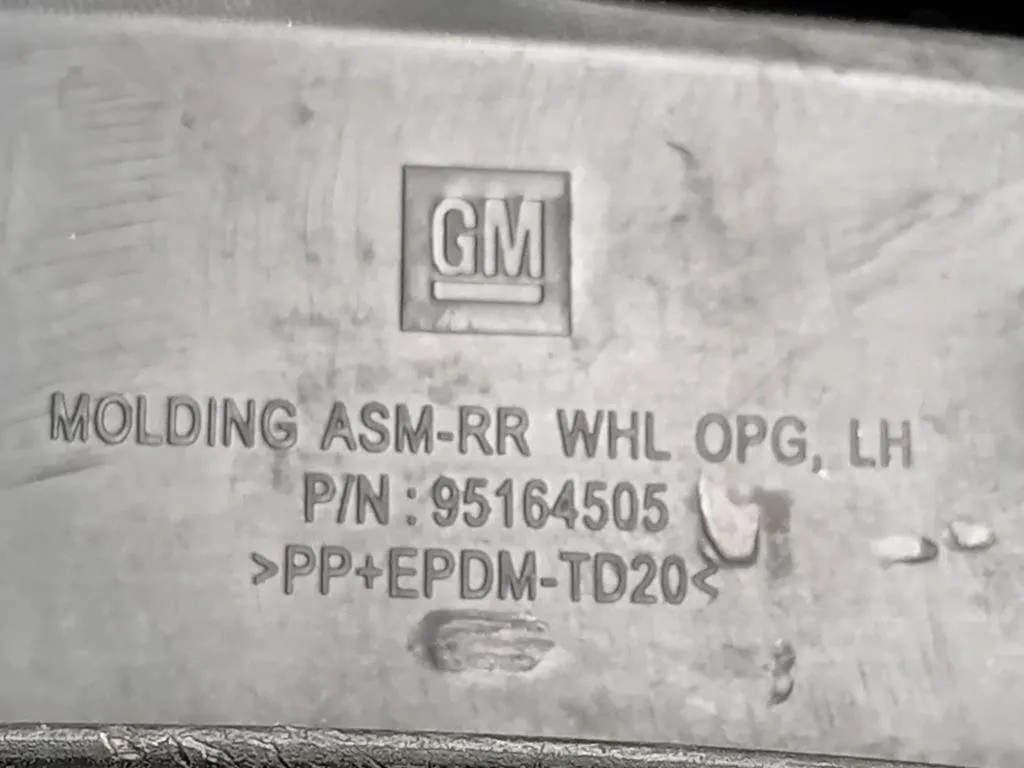 GM
MOLDING ASM-RR WHL OPG, LH
P/N : 95164505
>PP+EPDM-TD20<